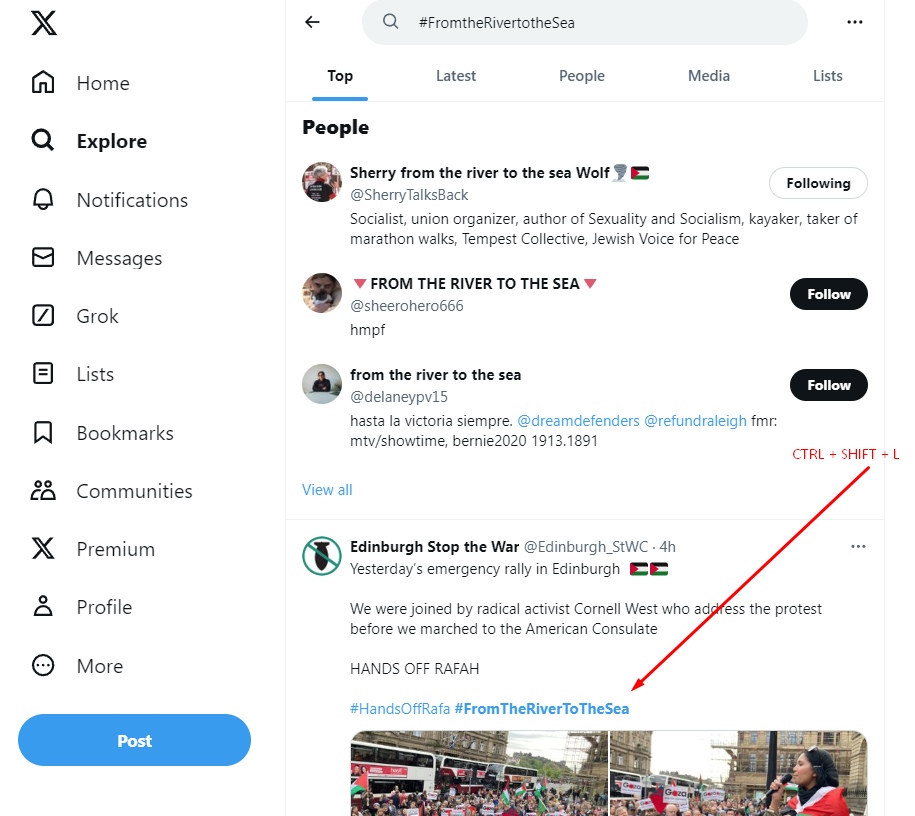 #FromtheRivertotheSea
Home
Explore
Notifications
Messages
Grok
Lists
Bookmarks
Communities
Premium
Profile
More
Post
Top Latest People Media Lists
People
Sherry from the river to the sea Wolf
@SherryTalksBack
Following
Socialist, union organizer, author of Sexuality and Socialism, kayaker, taker of
marathon walks, Tempest Collective, Jewish Voice for Peace
FROM THE RIVER TO THE SEA
@sheerohero666
Follow
hmpf
from the river to the sea
@delaneypv15
Follow
hasta la victoria siempre. @dreamdefenders @refundraleigh fmr:
mtv/showtime, bernie2020 1913.1891
CTRL + SHIFT + L
View all
Edinburgh Stop the War @Edinburgh_StWC · 4h
Yesterday's emergency rally in Edinburgh
We were joined by radical activist Cornell West who address the protest
before we marched to the American Consulate
HANDS OFF RAFAH
#HandsOffRafa #FromTheRiverToTheSea